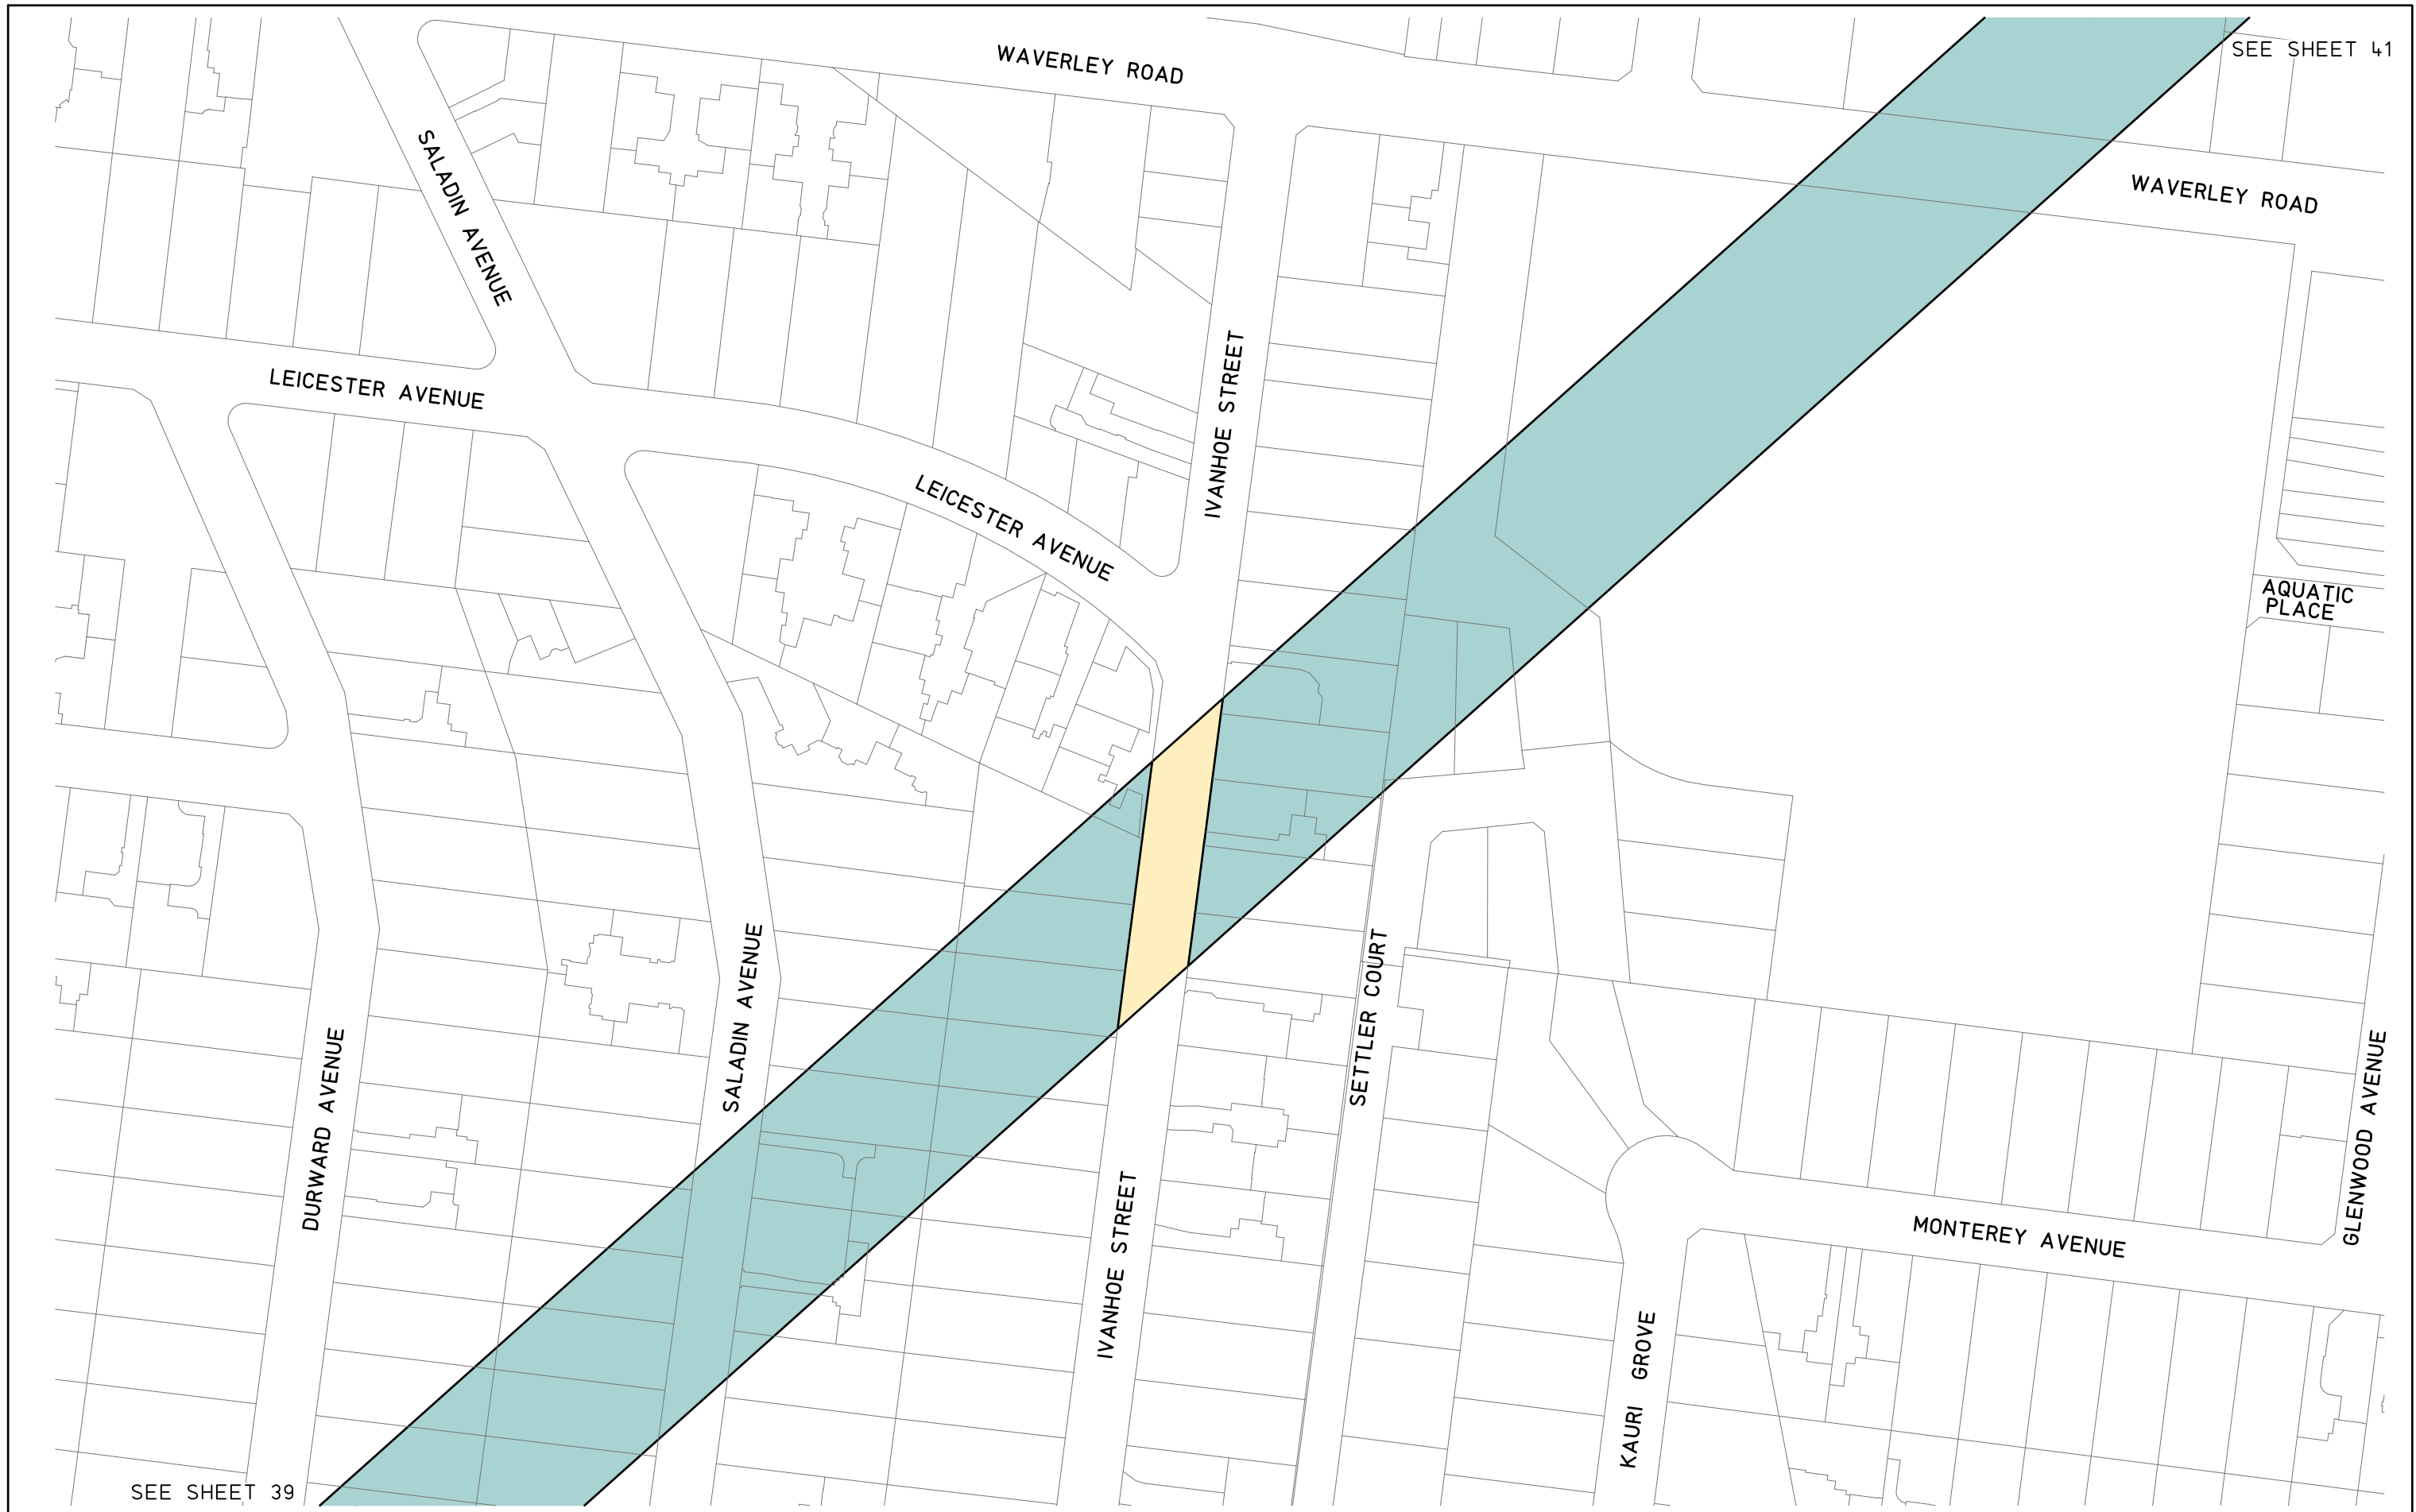 SEE SHEET 41
WAVERLEY ROAD
WAVERLEY ROAD
SALADIN AVENUE
LEICESTER AVENUE
IVANHOE STREET
LEICESTER AVENUE
AQUATIC
PLACE
SALADIN AVENUE
SETTLER COURT
DURWARD AVENUE
GLENWOOD AVENUE
IVANHOE STREET
MONTEREY AVENUE
KAURI GROVE
SEE SHEET 39